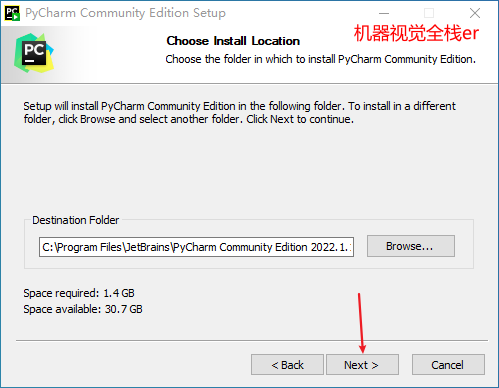 PyCharm Community Edition Setup
机器视觉全栈er
PC
Choose Install Location
Choose the folder in which to install PyCharm Community Edition.
PC
Setup will install PyCharm Community Edition in the following folder. To install in a different
folder, click Browse and select another folder. Click Next to continue.
Destination Folder
C:\Program Files\JetBrains\PyCharm Community Edition 2022.1.
Browse...
Space required: 1.4 GB
Space available: 30.7 GB
< Back
Next >
Cancel